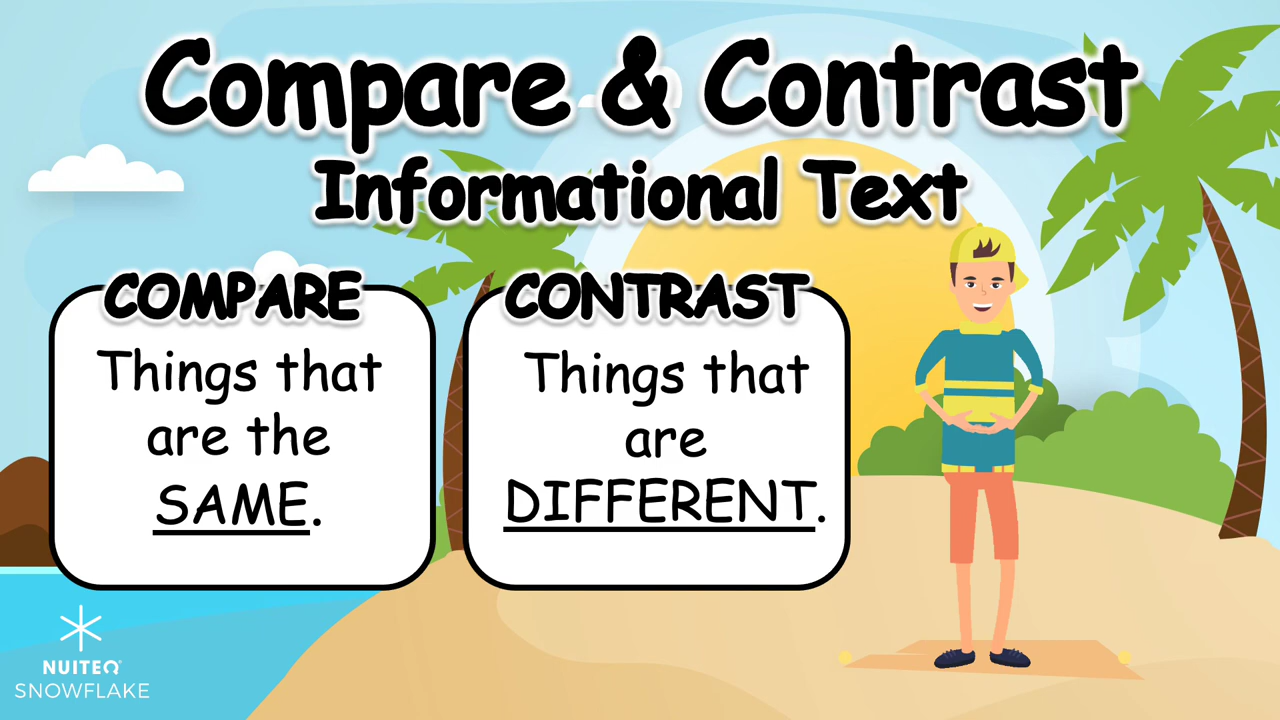 Compare & Contrast
Informational Text
COMPARE
Things that
are the
SAME.
CONTRAST
Things that
are
DIFFERENT.
NUITEQ
SNOWFLAKE